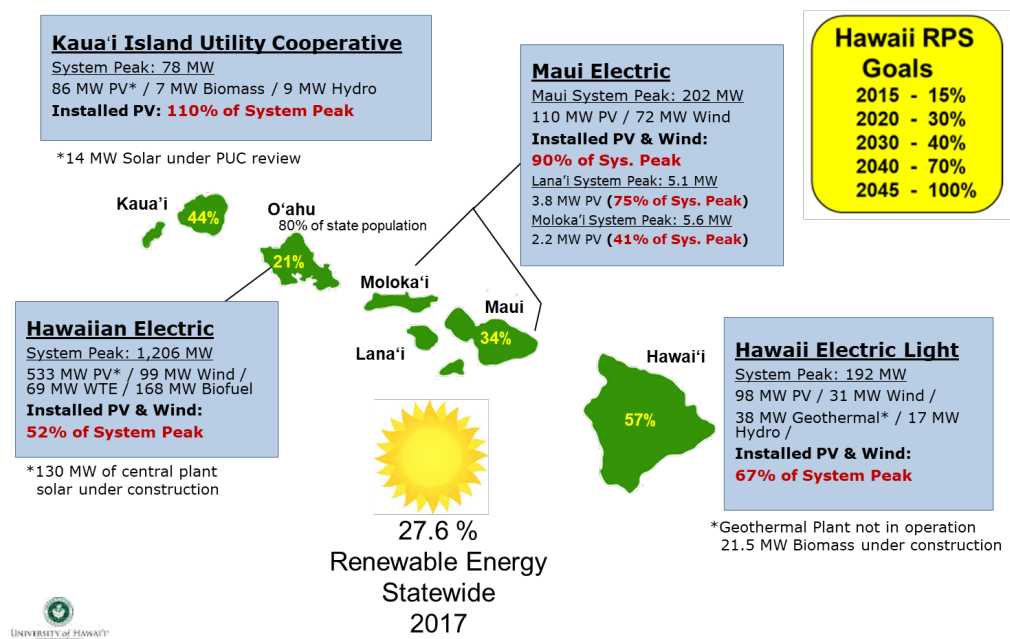 Kauaʻi Island Utility Cooperative
System Peak: 78 MW
86 MW PV* / 7 MW Biomass / 9 MW Hydro
Installed PV: 110% of System Peak
*14 MW Solar under PUC review
Maui Electric
Maui System Peak: 202 MW
110 MW PV / 72 MW Wind
Installed PV & Wind:
90% of Sys. Peak
Lana’i System Peak: 5.1 MW
3.8 MW PV (75% of Sys. Peak)
Moloka’i System Peak: 5.6 MW
2.2 MW PV (41% of Sys. Peak)
Hawaii RPS
Goals
2015 - 15%
2020 - 30%
2030 - 40%
2040 - 70%
2045 - 100%
Kaua’i
44%
O‘ahu
80% of state population
21%
Moloka‘i
Maui
34%
Lana‘i
Hawai‘i
57%
Hawaiian Electric
System Peak: 1,206 MW
533 MW PV* / 99 MW Wind /
69 MW WTE / 168 MW Biofuel
Installed PV & Wind:
52% of System Peak
*130 MW of central plant
solar under construction
Hawaii Electric Light
System Peak: 192 MW
98 MW PV / 31 MW Wind /
38 MW Geothermal* / 17 MW
Hydro /
Installed PV & Wind:
67% of System Peak
*Geothermal Plant not in operation
21.5 MW Biomass under construction
27.6 %
Renewable Energy
Statewide
2017
UNIVERSITY of HAWAI‘I®